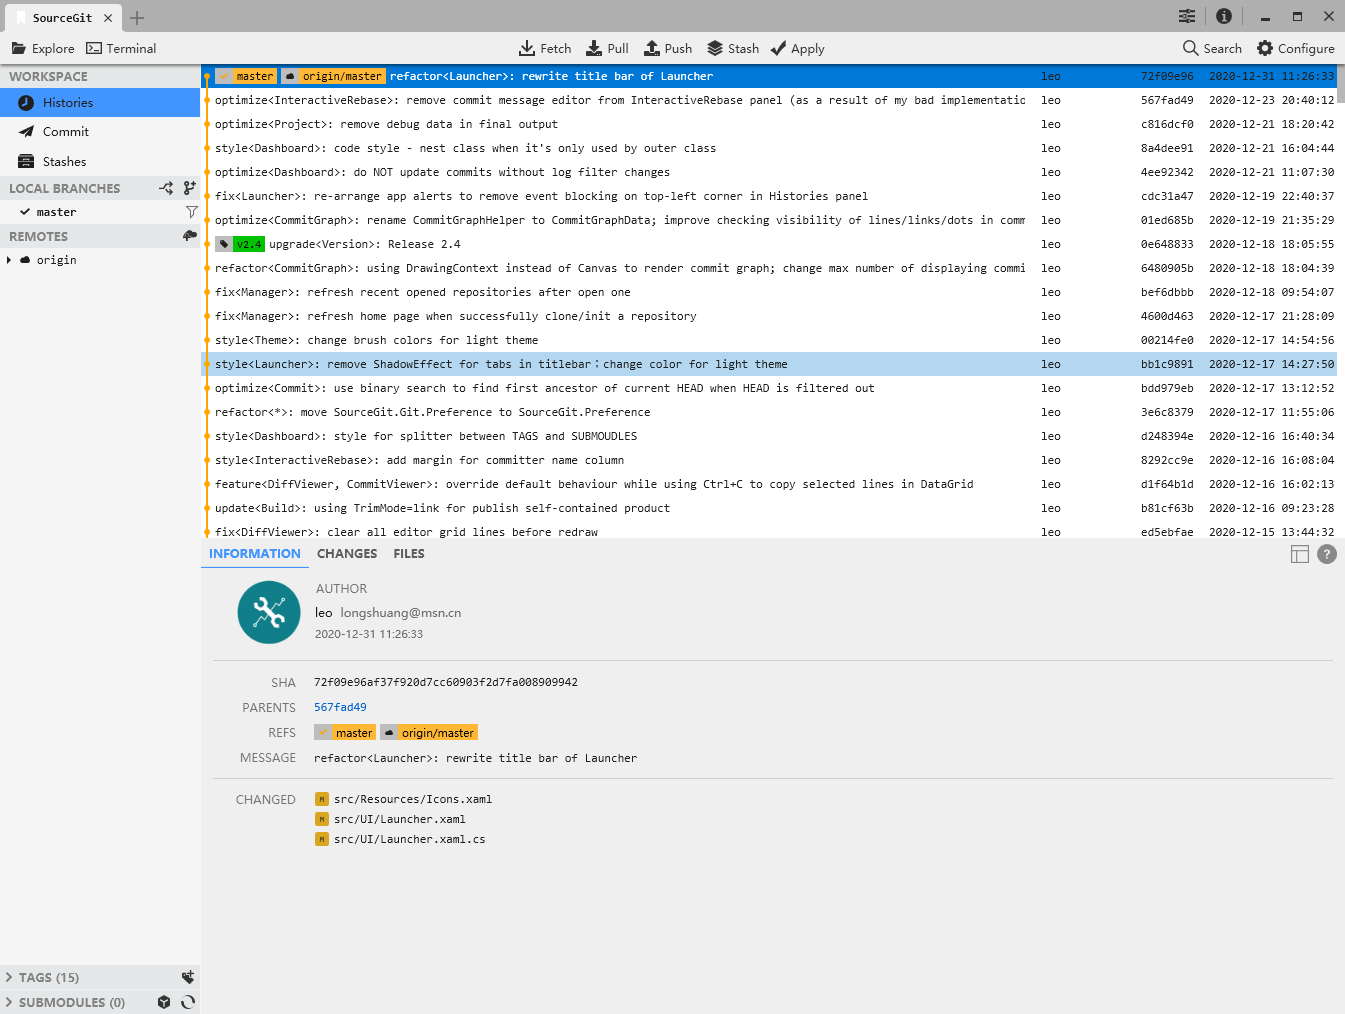 SourceGit
Explore Terminal Fetch Pull Push Stash Apply Search Configure
WORKSPACE
Histories
Commit
Stashes
LOCAL BRANCHES
master
REMOTES
origin
TAGS (15)
SUBMODULES (0)
master origin/master refactor<Launcher>: rewrite title bar of Launcher leo 72f09e96 2020-12-31 11:26:33
optimize<InteractiveRebase>: remove commit message editor from InteractiveRebase panel (as a result of my bad implementatio leo 567fad49 2020-12-23 20:40:12
optimize<Project>: remove debug data in final output leo c816dcf0 2020-12-21 18:20:42
style<Dashboard>: code style - nest class when it's only used by outer class leo 8a4dee91 2020-12-21 16:04:44
optimize<Dashboard>: do NOT update commits without log filter changes leo 4ee92342 2020-12-21 11:07:30
fix<Launcher>: re-arrange app alerts to remove event blocking on top-left corner in Histories panel leo cdc31a47 2020-12-19 22:40:37
optimize<CommitGraph>: rename CommitGraphHelper to CommitGraphData; improve checking visibility of lines/links/dots in comm leo 01ed685b 2020-12-19 21:35:29
v2.4 upgrade<Version>: Release 2.4 leo 0e648833 2020-12-18 18:05:55
refactor<CommitGraph>: using DrawingContext instead of Canvas to render commit graph; change max number of displaying commi leo 6480905b 2020-12-18 18:04:39
fix<Manager>: refresh recent opened repositories after open one leo bef6dbbb 2020-12-18 09:54:07
fix<Manager>: refresh home page when successfully clone/init a repository leo 4600d463 2020-12-17 21:28:09
style<Theme>: change brush colors for light theme leo 00214fe0 2020-12-17 14:54:56
style<Launcher>: remove ShadowEffect for tabs in titlebar；change color for light theme leo bb1c9891 2020-12-17 14:27:50
optimize<Commit>: use binary search to find first ancestor of current HEAD when HEAD is filtered out leo bdd979eb 2020-12-17 13:12:52
refactor<*>: move SourceGit.Git.Preference to SourceGit.Preference leo 3e6c8379 2020-12-17 11:55:06
style<Dashboard>: style for splitter between TAGS and SUBMOUDLES leo d248394e 2020-12-16 16:40:34
style<InteractiveRebase>: add margin for committer name column leo 8292cc9e 2020-12-16 16:08:04
feature<DiffViewer, CommitViewer>: override default behaviour while using Ctrl+C to copy selected lines in DataGrid leo d1f64b1d 2020-12-16 16:02:13
update<Build>: using TrimMode=link for publish self-contained product leo b81cf63b 2020-12-16 09:23:28
fix<DiffViewer>: clear all editor grid lines before redraw leo ed5ebfae 2020-12-15 13:44:32
INFORMATION CHANGES FILES
AUTHOR
leo longshuang@msn.cn
2020-12-31 11:26:33
SHA 72f09e96af37f920d7cc60903f2d7fa008909942
PARENTS 567fad49
REFS master origin/master
MESSAGE refactor<Launcher>: rewrite title bar of Launcher
CHANGED M src/Resources/Icons.xaml
M src/UI/Launcher.xaml
M src/UI/Launcher.xaml.cs